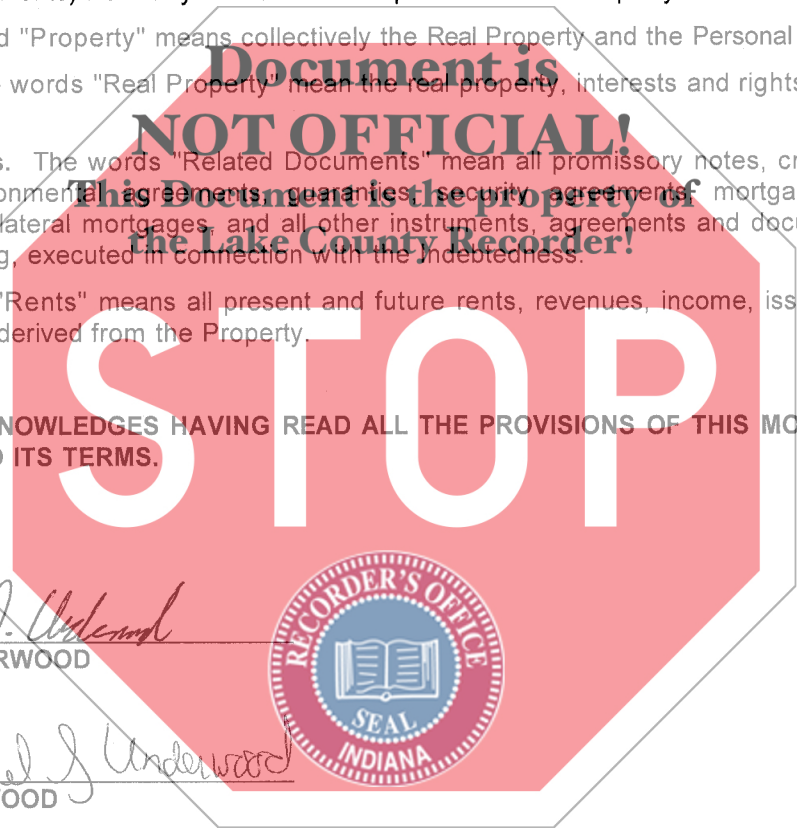 d "Property" means collectively the Real Property and the Personal
Document is
words "Real Property" mean the real property, interests and rights
NOT OFFICIAL!
s. The words "Related Documents" mean all promissory notes, cr
onmental agreements, guaranties, security agreements, mortga
This Document is the property of
lateral mortgages, and all other instruments, agreements and docu
the Lake County Recorder!
g, executed in connection with the Indebtedness.
"Rents" means all present and future rents, revenues, income, iss
derived from the Property.
STOP
NOWLEDGES HAVING READ ALL THE PROVISIONS OF THIS MO
ITS TERMS.
RECORDER'S OFFICE
SEAL
INDIANA
J. Underwood
RWOOD
el J Underwood
OOD